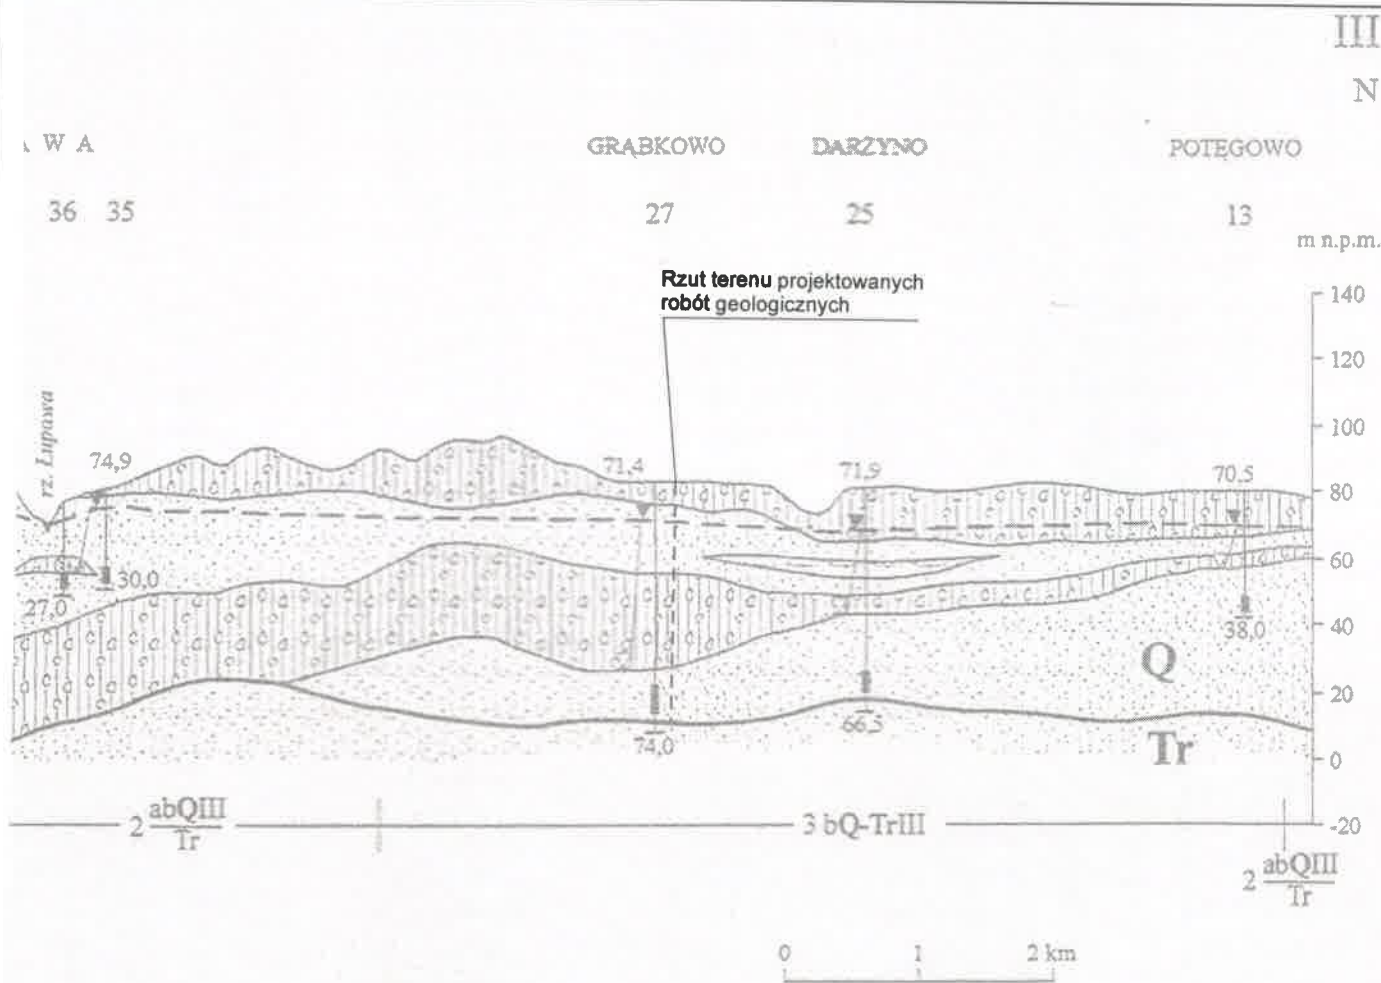 III
N
W A
GRĄBKOWO DARŻYNO POTĘGOWO
36 35 27 25 13
m n.p.m.
Rzut terenu projektowanych
robót geologicznych
140
120
100
80
60
40
20
0
-20
rz. Łupawa
74,9
71,4
71,9
70,5
27,0
30,0
74,0
66,5
38,0
Q
Tr
2 abQIII
Tr
3 bQ-TrIII
2 abQIII
Tr
0 1 2 km